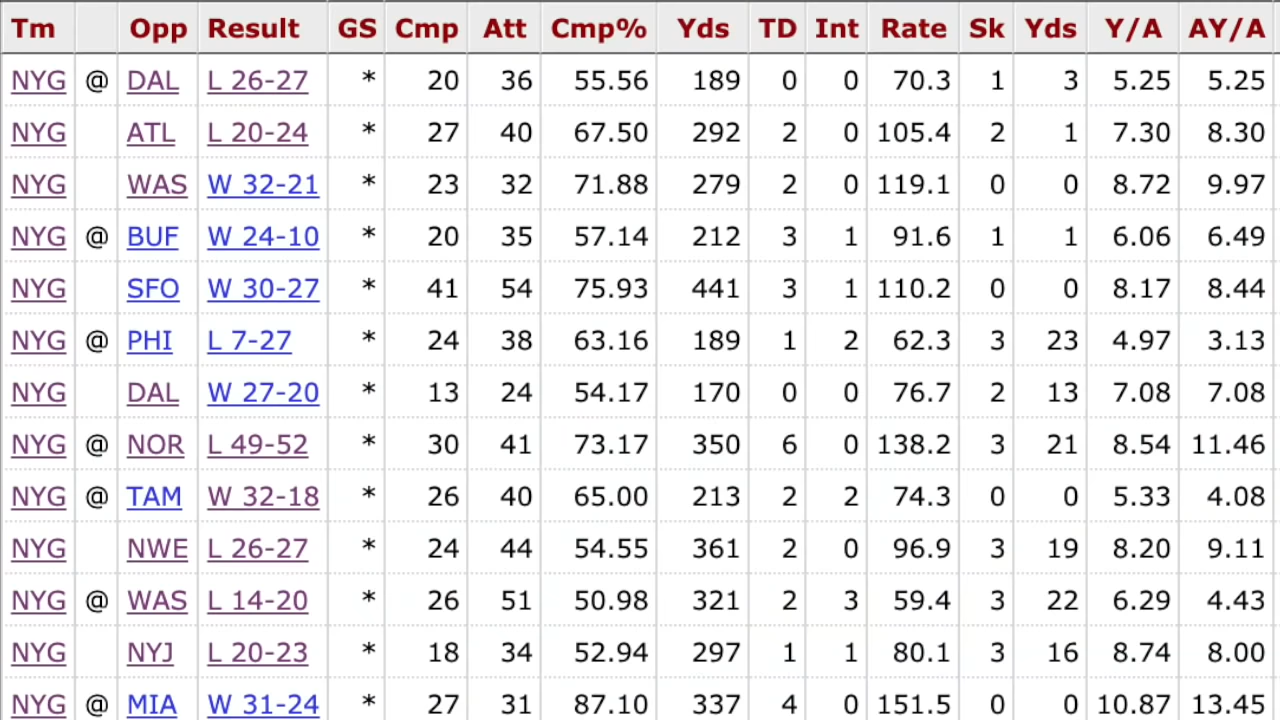 Tm Opp Result GS Cmp Att Cmp% Yds TD Int Rate Sk Yds Y/A AY/A
NYG @ DAL L 26-27 * 20 36 55.56 189 0 0 70.3 1 3 5.25 5.25
NYG ATL L 20-24 * 27 40 67.50 292 2 0 105.4 2 1 7.30 8.30
NYG WAS W 32-21 * 23 32 71.88 279 2 0 119.1 0 0 8.72 9.97
NYG @ BUF W 24-10 * 20 35 57.14 212 3 1 91.6 1 1 6.06 6.49
NYG SFO W 30-27 * 41 54 75.93 441 3 1 110.2 0 0 8.17 8.44
NYG @ PHI L 7-27 * 24 38 63.16 189 1 2 62.3 3 23 4.97 3.13
NYG DAL W 27-20 * 13 24 54.17 170 0 0 76.7 2 13 7.08 7.08
NYG @ NOR L 49-52 * 30 41 73.17 350 6 0 138.2 3 21 8.54 11.46
NYG @ TAM W 32-18 * 26 40 65.00 213 2 2 74.3 0 0 5.33 4.08
NYG NWE L 26-27 * 24 44 54.55 361 2 0 96.9 3 19 8.20 9.11
NYG @ WAS L 14-20 * 26 51 50.98 321 2 3 59.4 3 22 6.29 4.43
NYG NYJ L 20-23 * 18 34 52.94 297 1 1 80.1 3 16 8.74 8.00
NYG @ MIA W 31-24 * 27 31 87.10 337 4 0 151.5 0 0 10.87 13.45